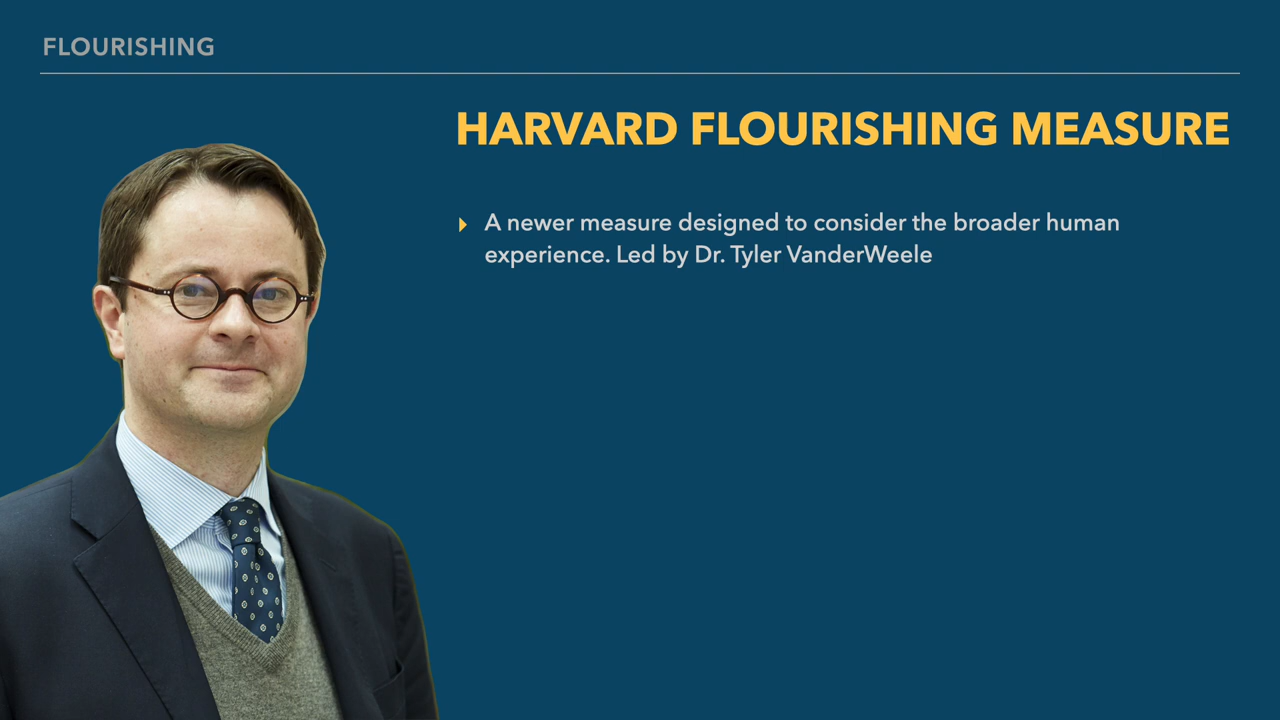 FLOURISHING
HARVARD FLOURISHING MEASURE
A newer measure designed to consider the broader human
experience. Led by Dr. Tyler VanderWeele